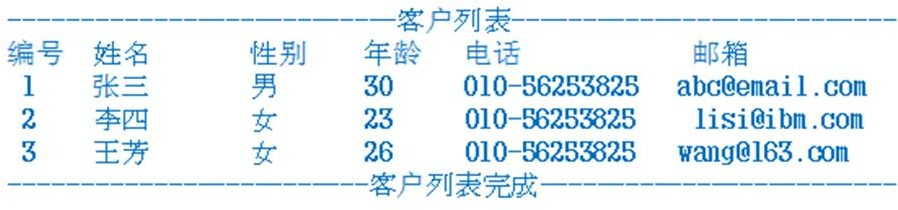 ---------------------------客户列表---------------------------
编号 姓名 性别 年龄 电话 邮箱
1 张三 男 30 010-56253825 abc@email.com
2 李四 女 23 010-56253825 lisi@ibm.com
3 王芳 女 26 010-56253825 wang@163.com
-------------------------客户列表完成-------------------------